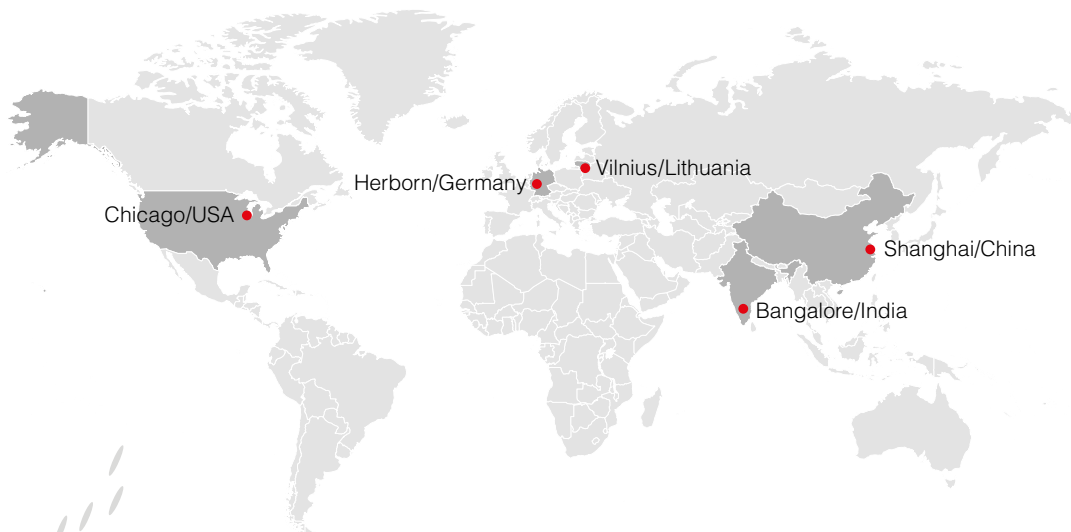 Vilnius/Lithuania
Herborn/Germany
Chicago/USA
Shanghai/China
Bangalore/India